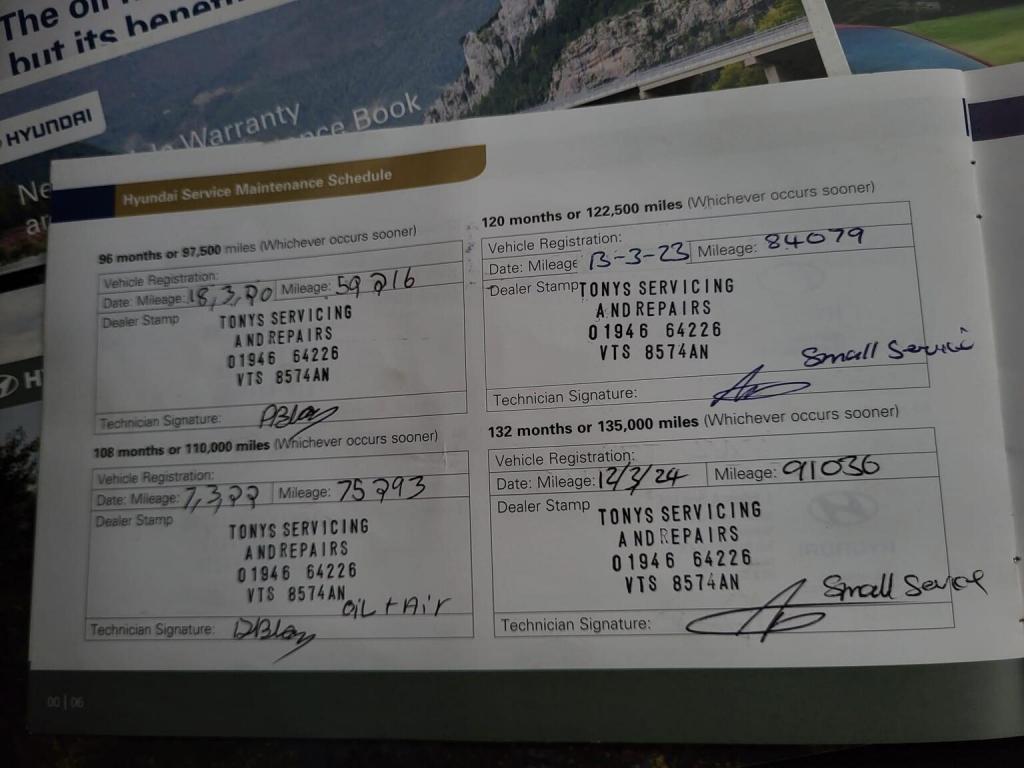 The oil
but its benefi
HYUNDAI
Warranty
nce Book
Ne
an
H
Hyundai Service Maintenance Schedule
96 months or 97,500 miles (Whichever occurs sooner)
Vehicle Registration:
Date: Mileage: 18,3,20 Mileage: 59216
Dealer Stamp
TONYS SERVICING
AND REPAIRS
01946 64226
VTS 8574AN
Technician Signature:
108 months or 110,000 miles (Whichever occurs sooner)
Vehicle Registration:
Date: Mileage: 7,3,22 Mileage: 75293
Dealer Stamp
TONYS SERVICING
AND REPAIRS
01946 64226
VTS 8574AN
OIL + Air
Technician Signature:
120 months or 122,500 miles (Whichever occurs sooner)
Vehicle Registration:
Date: Mileage 13-3-23 Mileage: 84079
Dealer Stamp
TONYS SERVICING
AND REPAIRS
01946 64226
VTS 8574AN
Small Service
Technician Signature:
132 months or 135,000 miles (Whichever occurs sooner)
Vehicle Registration:
Date: Mileage: 12/3/24 Mileage: 91036
Dealer Stamp
TONYS SERVICING
AND REPAIRS
01946 64226
VTS 8574AN
Small Service
Technician Signature:
00 | 06